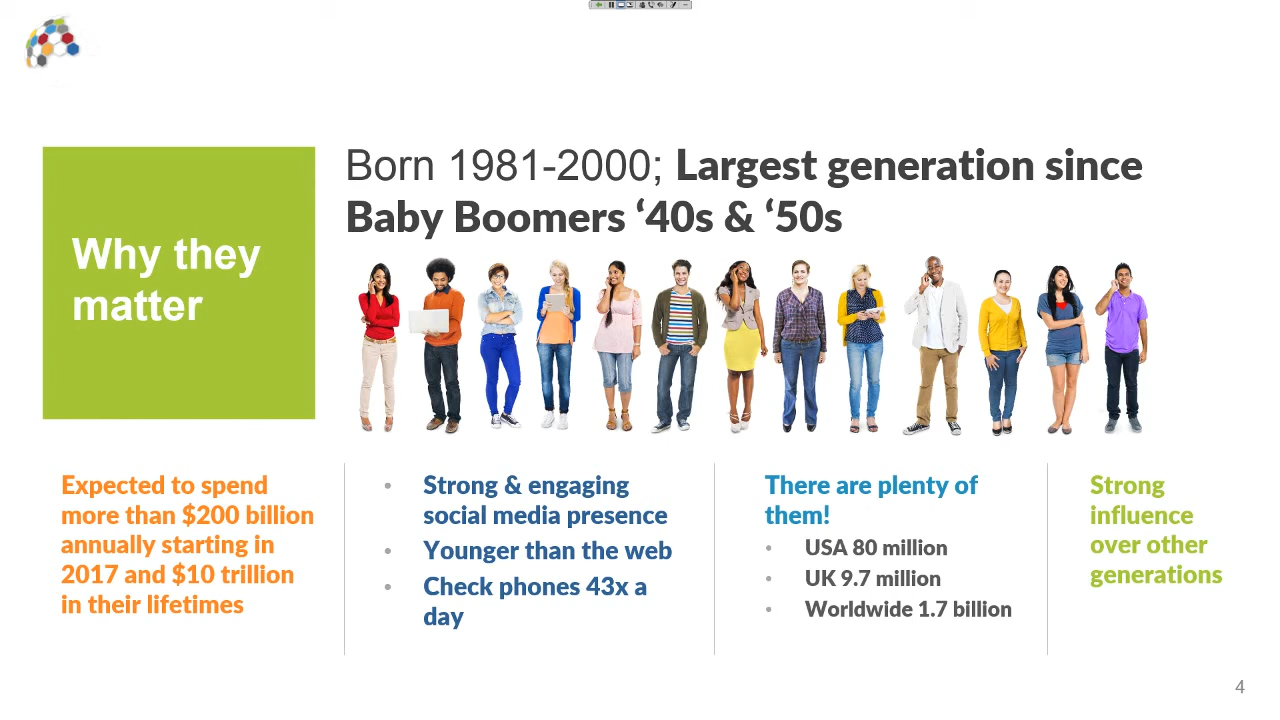 Why they
matter
Born 1981-2000; Largest generation since
Baby Boomers ‘40s & ‘50s
Expected to spend
more than $200 billion
annually starting in
2017 and $10 trillion
in their lifetimes
• Strong & engaging
social media presence
• Younger than the web
• Check phones 43x a
day
There are plenty of
them!
• USA 80 million
• UK 9.7 million
• Worldwide 1.7 billion
Strong
influence
over other
generations
4